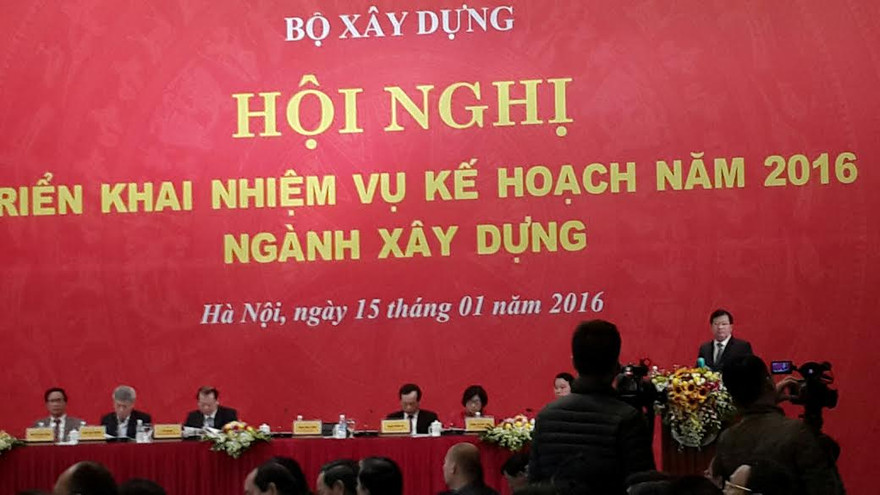 BỘ XÂY DỰNG
HỘI NGHỊ
RIỂN KHAI NHIỆM VỤ KẾ HOẠCH NĂM 2016
NGÀNH XÂY DỰNG
Hà Nội, ngày 15 tháng 01 năm 2016